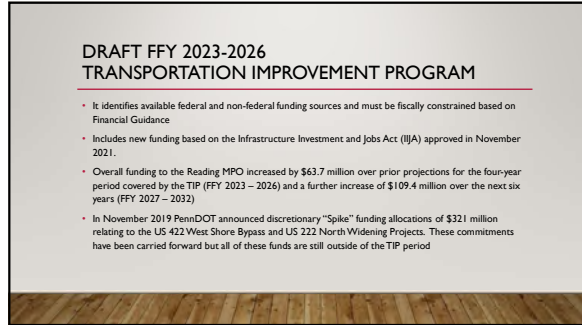 DRAFT FFY 2023-2026
TRANSPORTATION IMPROVEMENT PROGRAM
• It identifies available federal and non-federal funding sources and must be fiscally constrained based on
Financial Guidance
• Includes new funding based on the Infrastructure Investment and Jobs Act (IIJA) approved in November
2021.
• Overall funding to the Reading MPO increased by $63.7 million over prior projections for the four-year
period covered by the TIP (FFY 2023 – 2026) and a further increase of $109.4 million over the next six
years (FFY 2027 – 2032)
• In November 2019 PennDOT announced discretionary “Spike” funding allocations of $321 million
relating to the US 422 West Shore Bypass and US 222 North Widening Projects. These commitments
have been carried forward but all of these funds are still outside of the TIP period